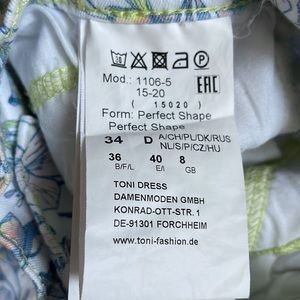 Mod.: 1106-5 EAC
15-20
( 15020 )
Form: Perfect Shape
Perfect Shape
34 D A/CH/PL/DK/RUS
NL/S/P/CZ/HU
36 40 8
B/F/L E/I GB
TONI DRESS
DAMENMODEN GMBH
KONRAD-OTT-STR. 1
DE-91301 FORCHHEIM
www.toni-fashion.de